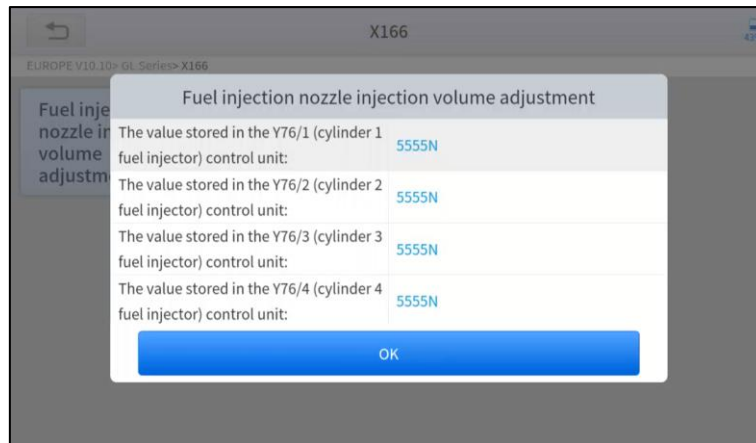 X166
EUROPE V10.10> GL Series> X166
Fuel injection nozzle injection volume adjustment
Fuel inje
nozzle in
volume
adjustm
The value stored in the Y76/1 (cylinder 1
fuel injector) control unit:
5555N
The value stored in the Y76/2 (cylinder 2
fuel injector) control unit:
5555N
The value stored in the Y76/3 (cylinder 3
fuel injector) control unit:
5555N
The value stored in the Y76/4 (cylinder 4
fuel injector) control unit:
5555N
OK